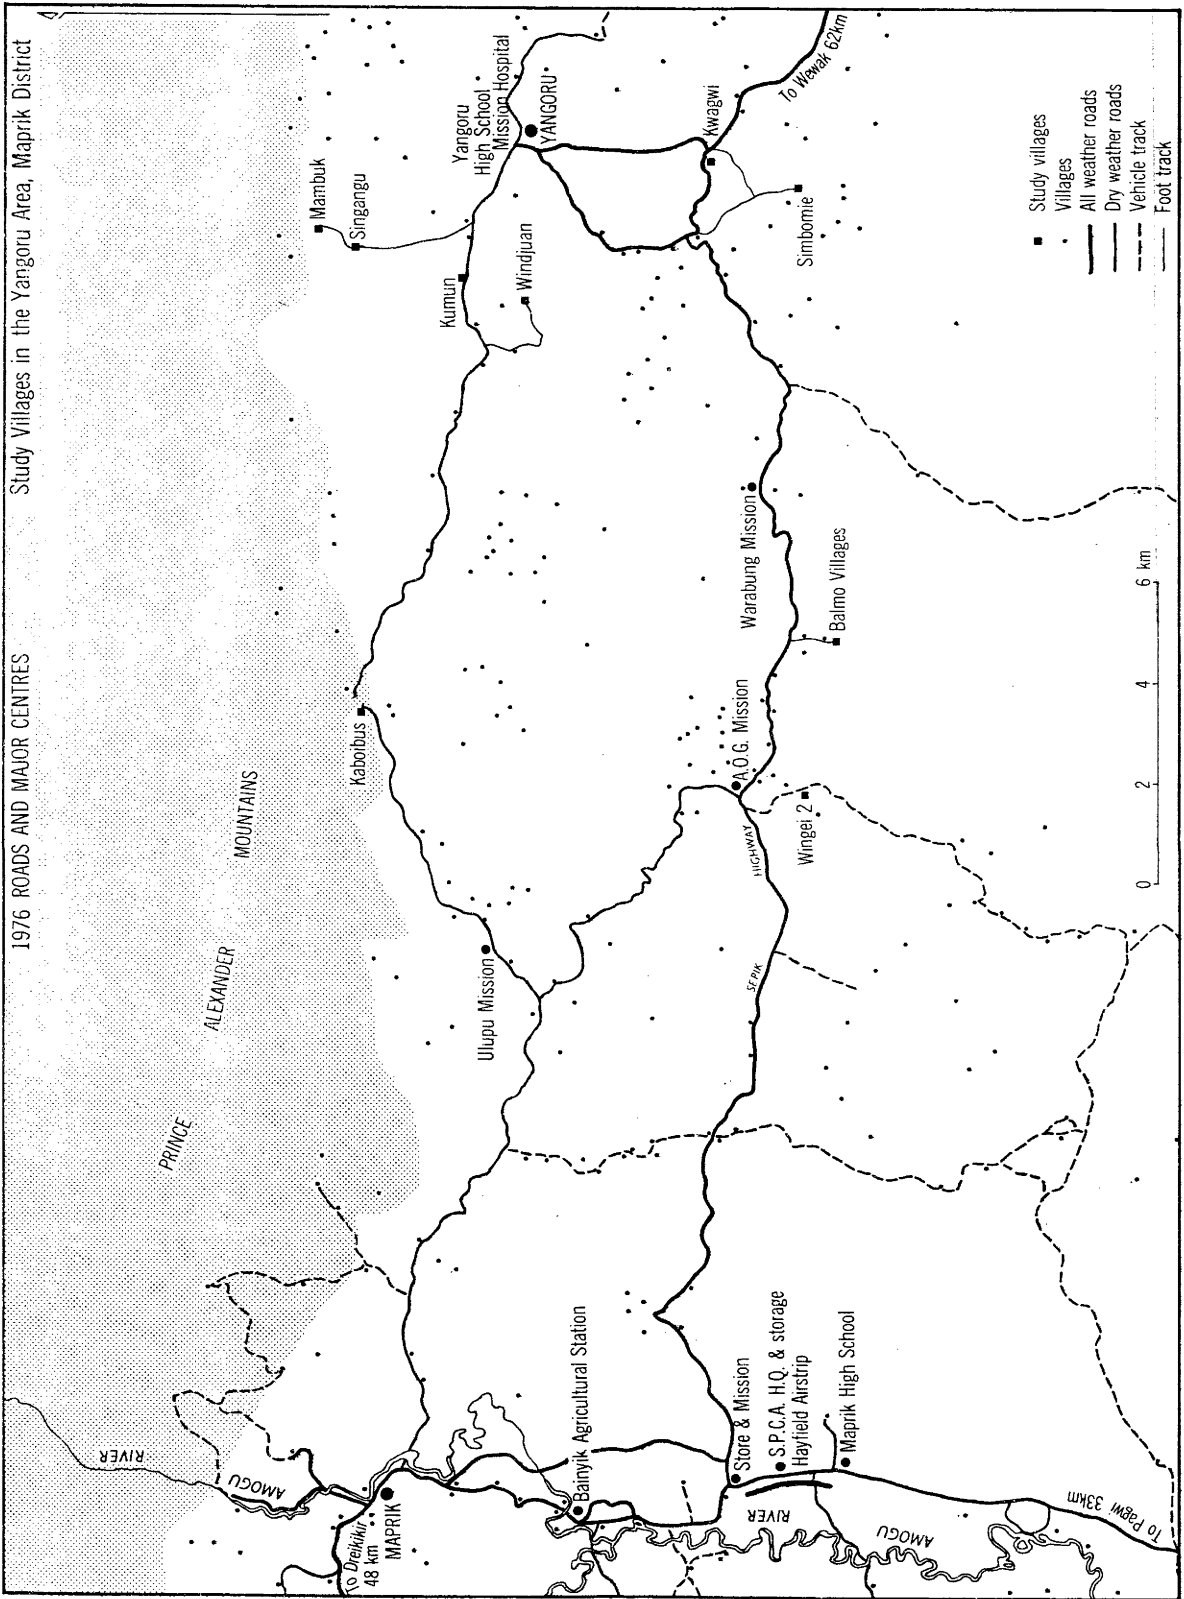 1976 ROADS AND MAJOR CENTRES
Study Villages in the Yangoru Area, Maprik District
PRINCE
ALEXANDER
MOUNTAINS
RIVER
AMOGU
To Dreikikir
48 km
MAPRIK
Bainyik Agricultural Station
Store & Mission
S.P.C.A. H.Q. & storage
Hayfield Airstrip
Maprik High School
RIVER
AMOGU
To Pagwi 33km
Ulupu Mission
Kaboibus
SEPIK
HIGHWAY
A.O.G. Mission
Wingei 2
Balmo Villages
Warabung Mission
Kumun
Windjuan
Singangu
Mambuk
Yangoru
High School
Mission Hospital
YANGORU
Kwagwi
Simbomie
To Wewak 62km
0 2 4 6 km
Study villages
Villages
All weather roads
Dry weather roads
Vehicle track
Foot track